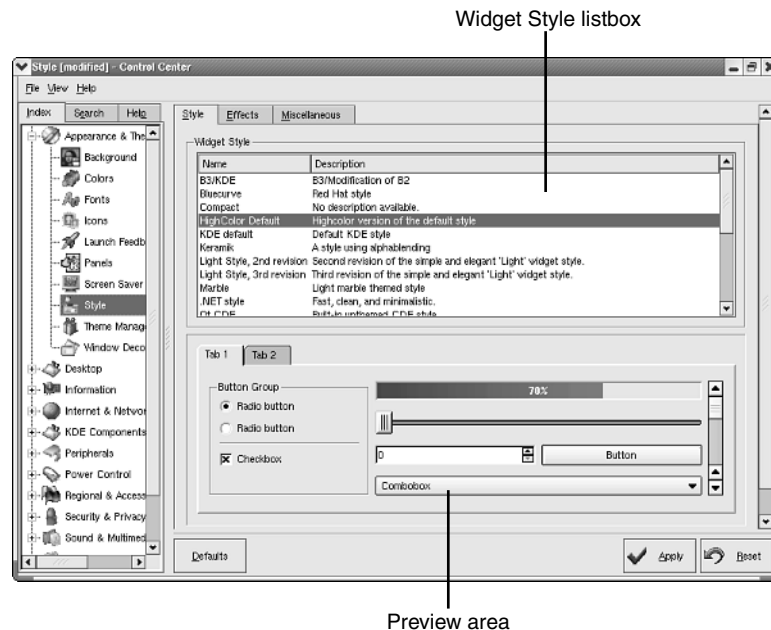 Widget Style listbox
Style [modified] - Control Center
File View Help
Index Search Help
Appearance & The
Background
Colors
Fonts
Icons
Launch Feedb
Panels
Screen Saver
Style
Theme Manag
Window Deco
Desktop
Information
Internet & Networ
KDE Components
Peripherals
Power Control
Regional & Access
Security & Privacy
Sound & Multimed
Style Effects Miscellaneous
Widget Style
Name Description
B3/KDE B3/Modification of B2
Bluecurve Red Hat style
Compact No description available.
HighColor Default Highcolor version of the default style
KDE default Default KDE style
Keramik A style using alphablending
Light Style, 2nd revision Second revision of the simple and elegant 'Light' widget style.
Light Style, 3rd revision Third revision of the simple and elegant 'Light' widget style.
Marble Light marble themed style
.NET style Fast, clean, and minimalistic.
Qt CDE Built-in unthemed CDE style
Tab 1 Tab 2
Button Group
Radio button
Radio button
Checkbox
70%
0
Button
Combobox
Defaults
Apply
Reset
Preview area